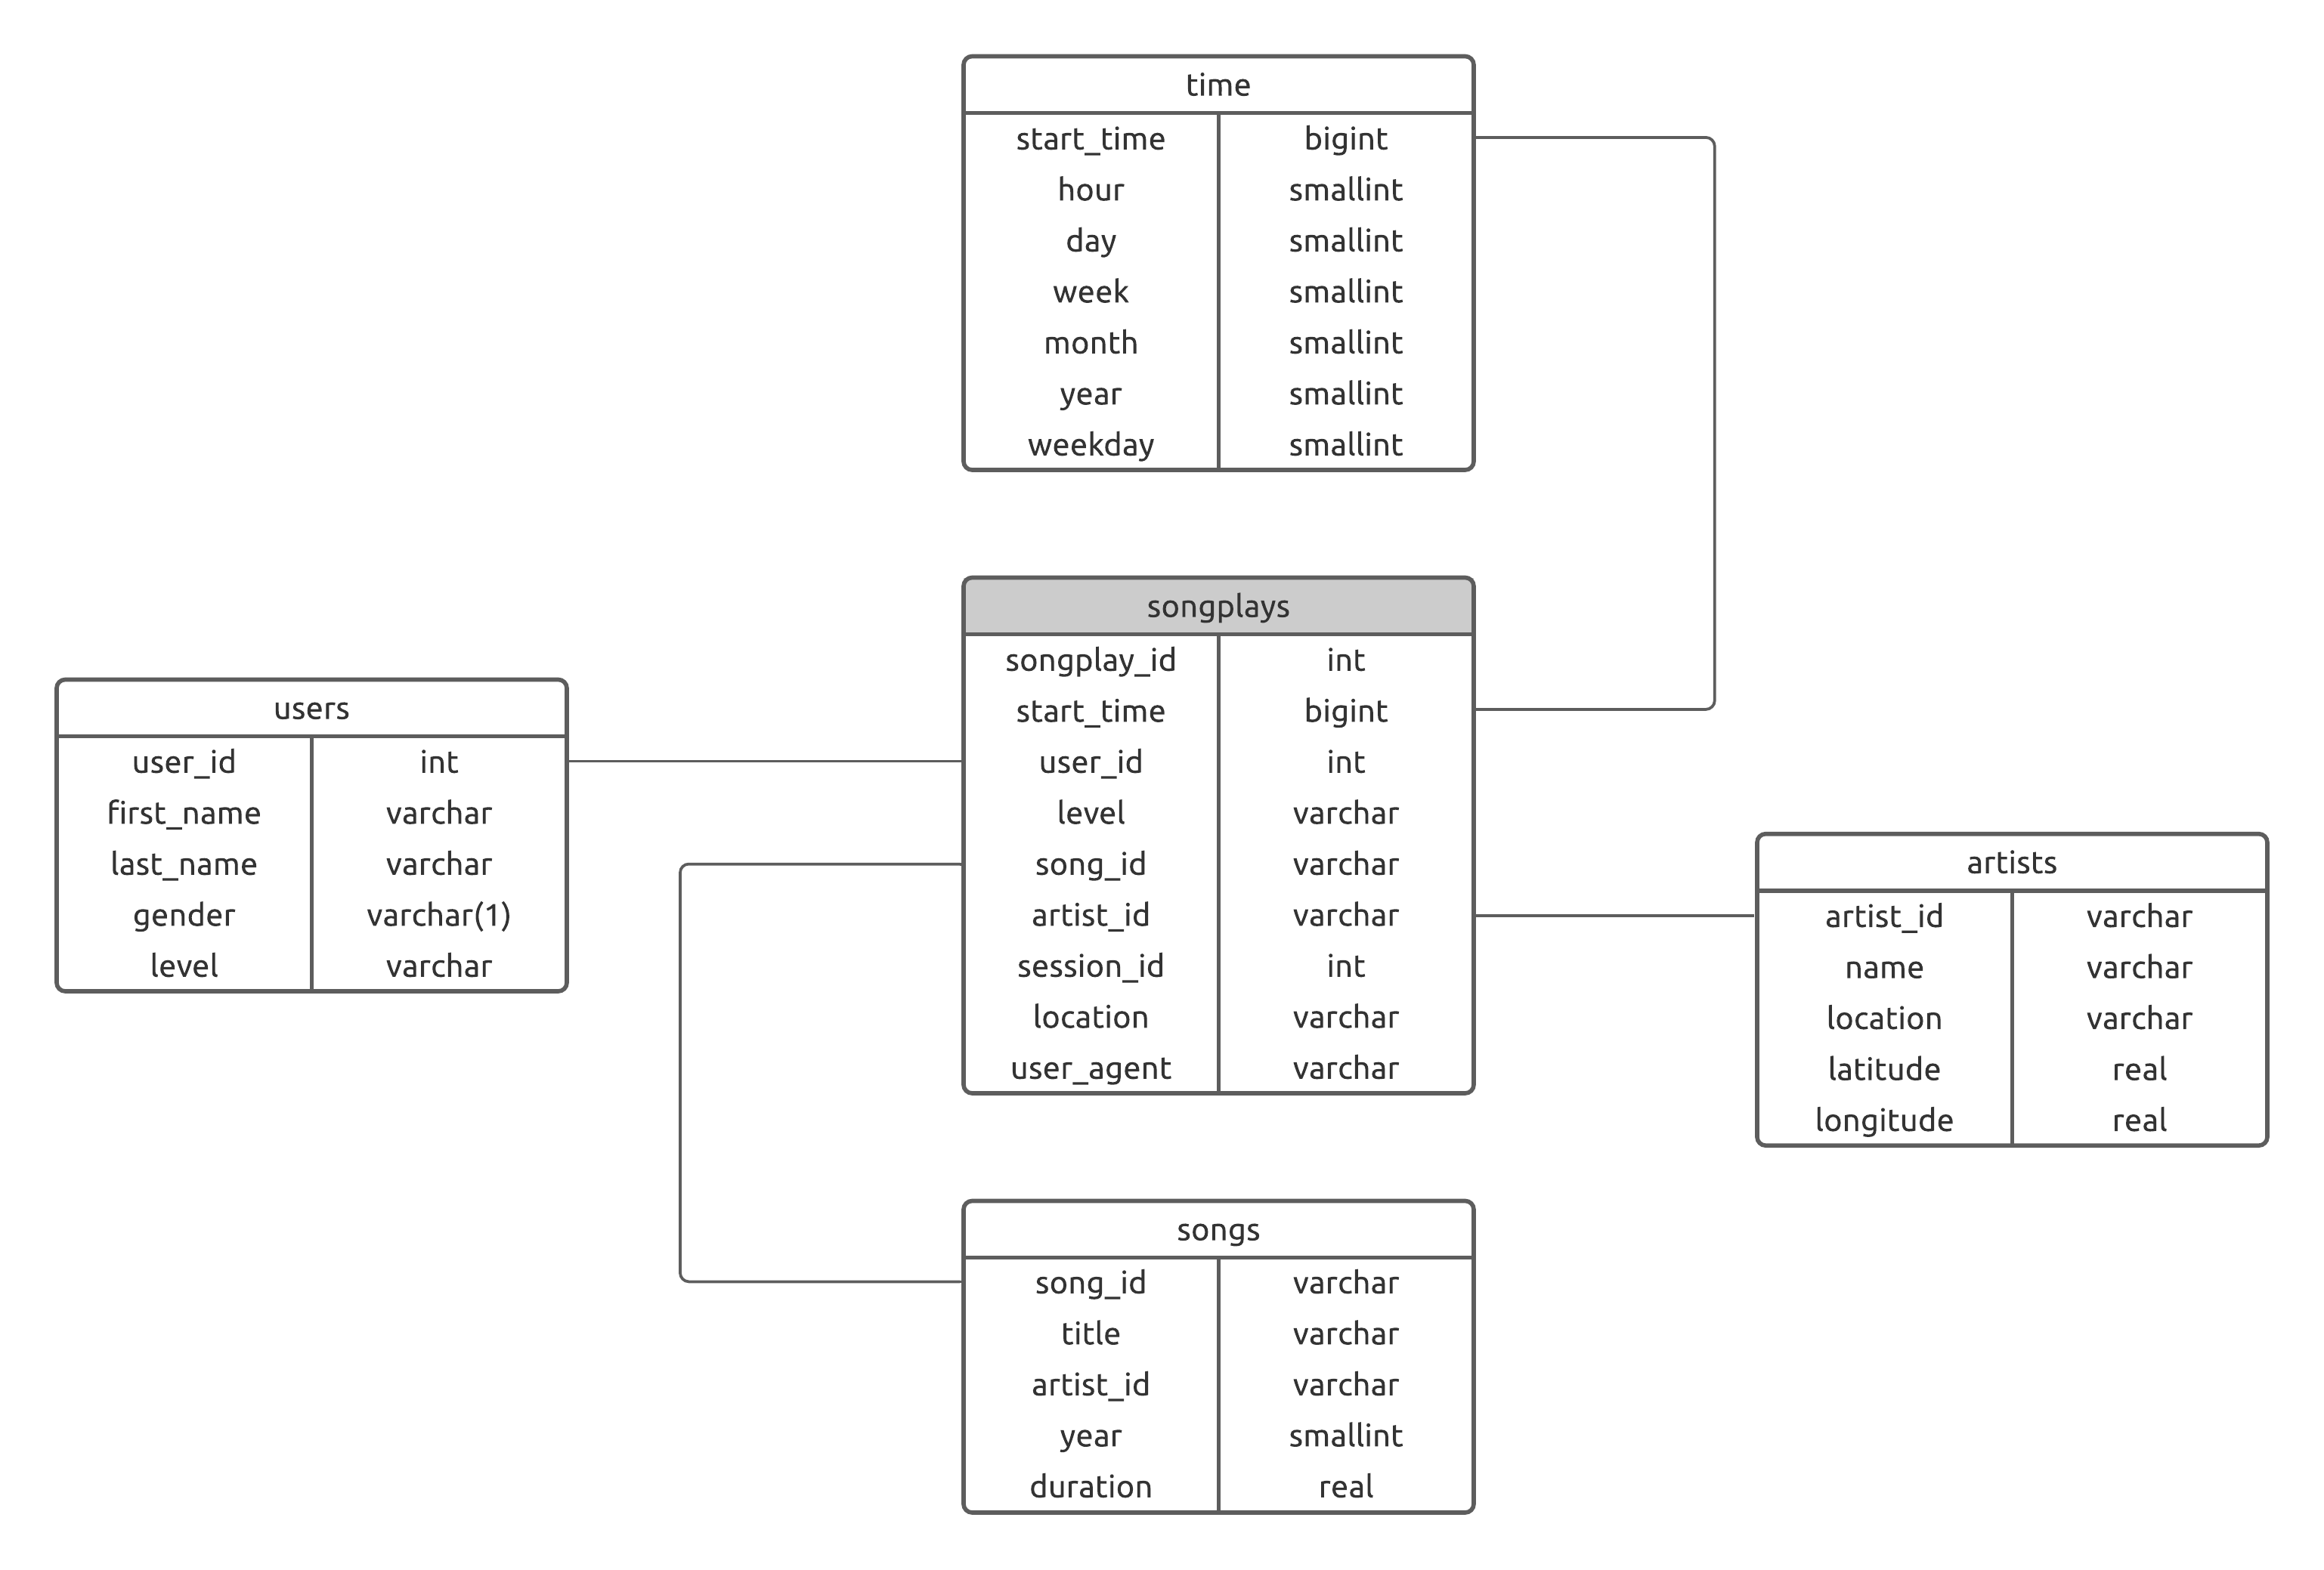 time
start_time bigint
hour smallint
day smallint
week smallint
month smallint
year smallint
weekday smallint
songplays
songplay_id int
start_time bigint
user_id int
level varchar
song_id varchar
artist_id varchar
session_id int
location varchar
user_agent varchar
users
user_id int
first_name varchar
last_name varchar
gender varchar(1)
level varchar
artists
artist_id varchar
name varchar
location varchar
latitude real
longitude real
songs
song_id varchar
title varchar
artist_id varchar
year smallint
duration real